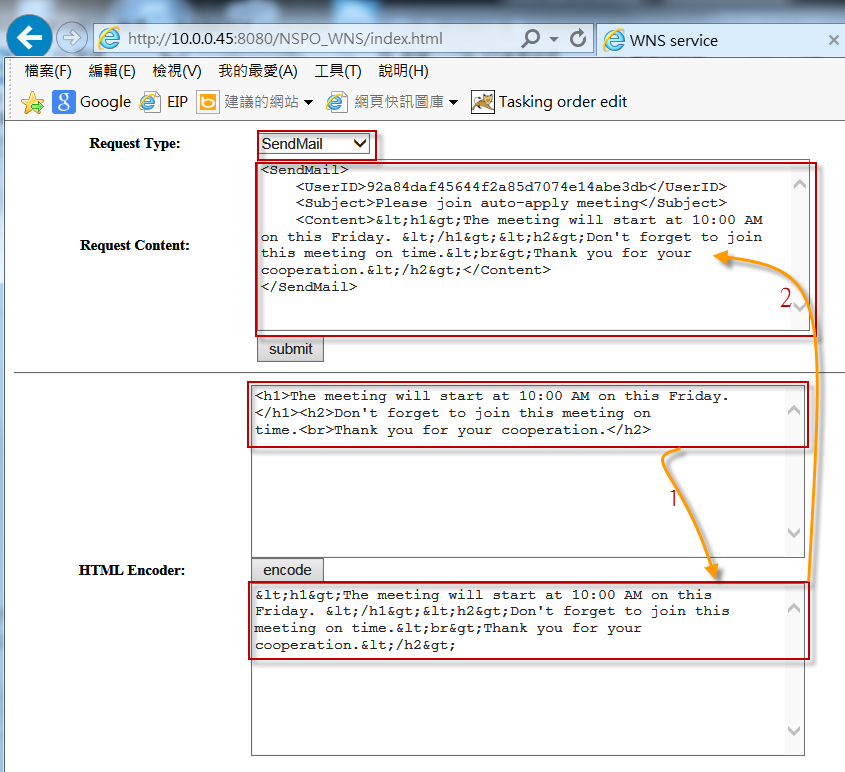 http://10.0.0.45:8080/NSPO_WNS/index.html
WNS service
檔案(F) 編輯(E) 檢視(V) 我的最愛(A) 工具(T) 說明(H)
Google EIP 建議的網站 網頁快訊圖庫 Tasking order edit
Request Type:
SendMail
Request Content:
<SendMail>
    <UserID>92a84daf45644f2a85d7074e14abe3db</UserID>
    <Subject>Please join auto-apply meeting</Subject>
    <Content>&lt;h1&gt;The meeting will start at 10:00 AM
on this Friday. &lt;/h1&gt;&lt;h2&gt;Don't forget to join
this meeting on time.&lt;br&gt;Thank you for your
cooperation.&lt;/h2&gt;</Content>
</SendMail>
2
submit
<h1>The meeting will start at 10:00 AM on this Friday.
</h1><h2>Don't forget to join this meeting on
time.<br>Thank you for your cooperation.</h2>
1
HTML Encoder:
encode
&lt;h1&gt;The meeting will start at 10:00 AM on this
Friday. &lt;/h1&gt;&lt;h2&gt;Don't forget to join this
meeting on time.&lt;br&gt;Thank you for your
cooperation.&lt;/h2&gt;